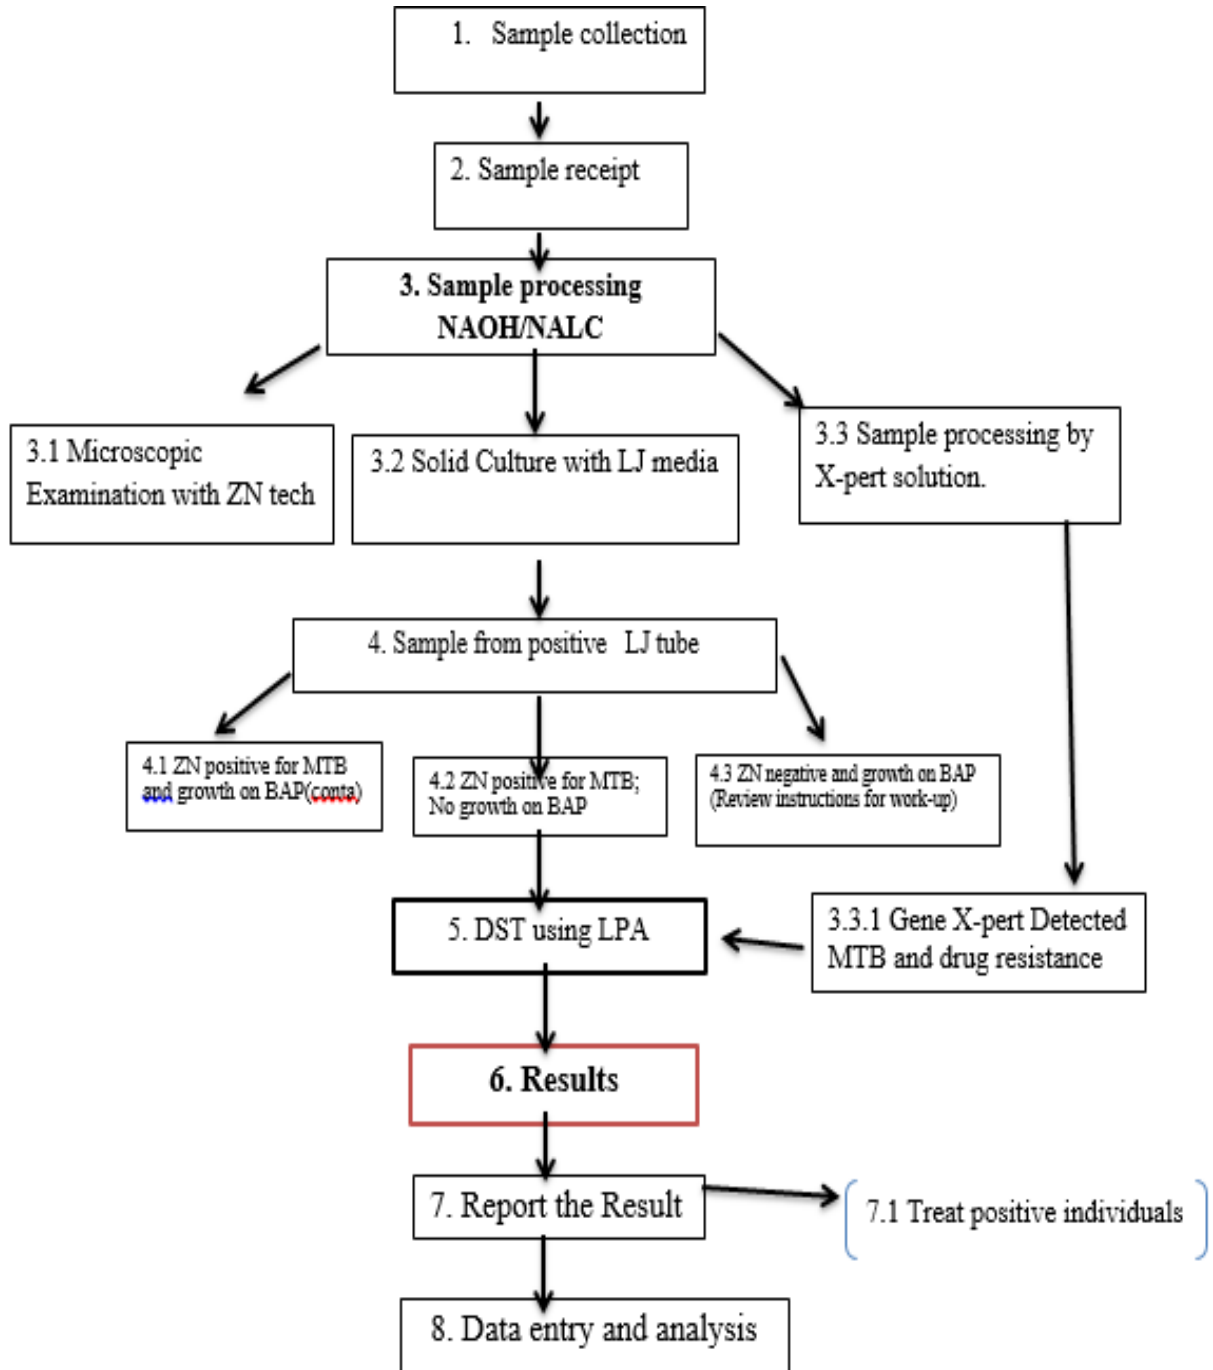 1. Sample collection
2. Sample receipt
3. Sample processing
NAOH/NALC
3.1 Microscopic
Examination with ZN tech
3.2 Solid Culture with LJ media
3.3 Sample processing by
X-pert solution.
4. Sample from positive LJ tube
4.1 ZN positive for MTB
and growth on BAP(conta)
4.2 ZN positive for MTB;
No growth on BAP
4.3 ZN negative and growth on BAP
(Review instructions for work-up)
5. DST using LPA
3.3.1 Gene X-pert Detected
MTB and drug resistance
6. Results
7. Report the Result
7.1 Treat positive individuals
8. Data entry and analysis